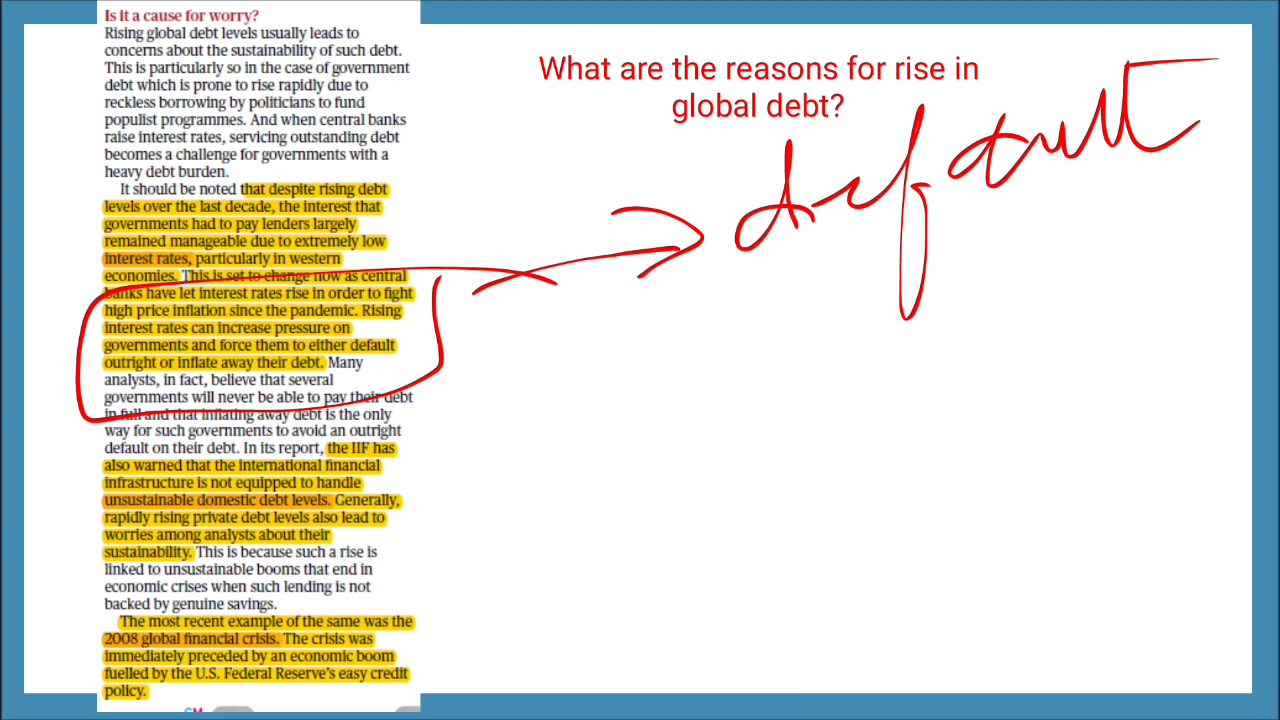 Is it a cause for worry?
Rising global debt levels usually leads to
concerns about the sustainability of such debt.
This is particularly so in the case of government
debt which is prone to rise rapidly due to
reckless borrowing by politicians to fund
populist programmes. And when central banks
raise interest rates, servicing outstanding debt
becomes a challenge for governments with a
heavy debt burden.
It should be noted that despite rising debt
levels over the last decade, the interest that
governments had to pay lenders largely
remained manageable due to extremely low
interest rates, particularly in western
economies. This is set to change now as central
banks have let interest rates rise in order to fight
high price inflation since the pandemic. Rising
interest rates can increase pressure on
governments and force them to either default
outright or inflate away their debt. Many
analysts, in fact, believe that several
governments will never be able to pay their debt
in full and that inflating away debt is the only
way for such governments to avoid an outright
default on their debt. In its report, the IIF has
also warned that the international financial
infrastructure is not equipped to handle
unsustainable domestic debt levels. Generally,
rapidly rising private debt levels also lead to
worries among analysts about their
sustainability. This is because such a rise is
linked to unsustainable booms that end in
economic crises when such lending is not
backed by genuine savings.
The most recent example of the same was the
2008 global financial crisis. The crisis was
immediately preceded by an economic boom
fuelled by the U.S. Federal Reserve's easy credit
policy.
What are the reasons for rise in
global debt?
default